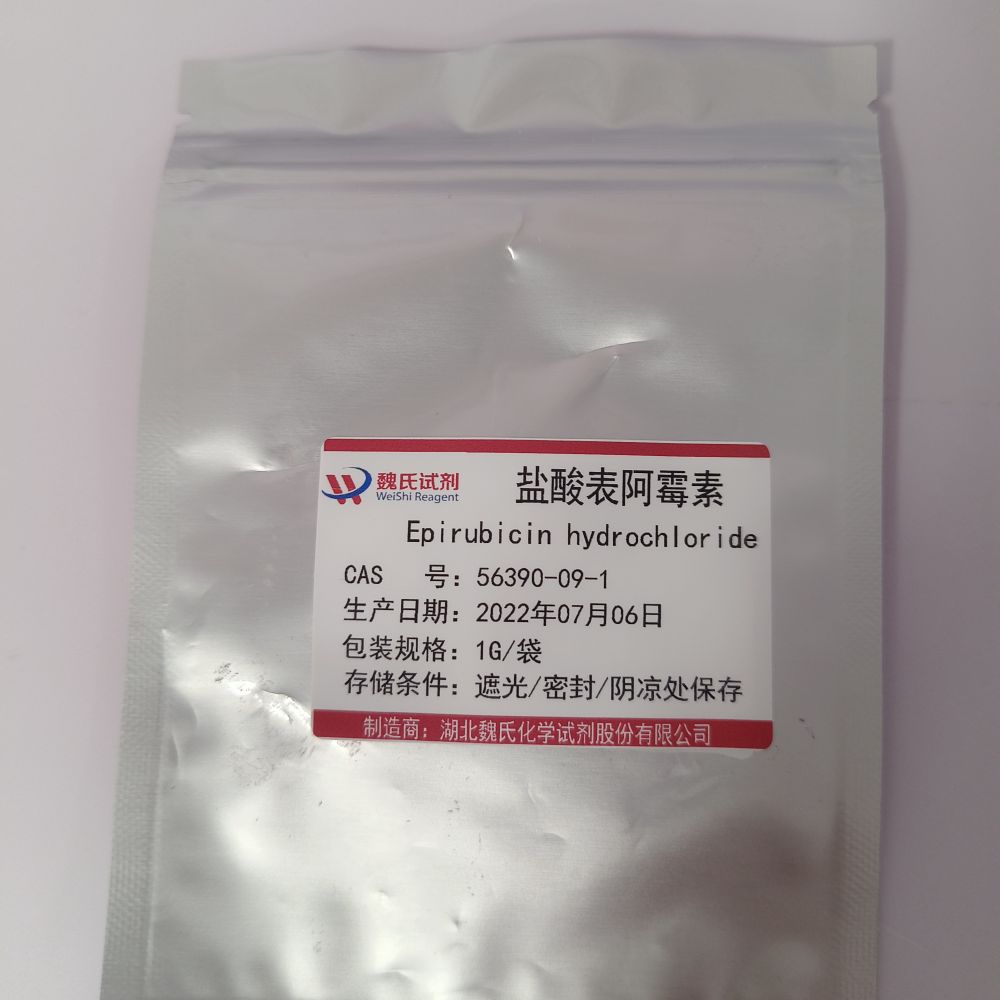 魏氏试剂
WeiShi Reagent
盐酸表阿霉素
Epirubicin hydrochloride
CAS 号：56390-09-1
生产日期：2022年07月06日
包装规格：1G/袋
存储条件：遮光/密封/阴凉处保存
制造商：湖北魏氏化学试剂股份有限公司